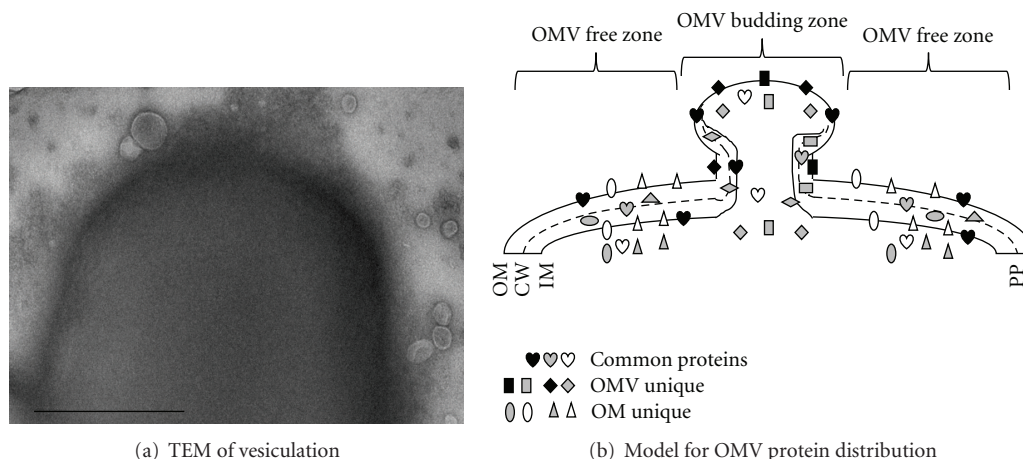 OMV budding zone
OMV free zone
OMV free zone
OM
CW
IM
PP
Common proteins
OMV unique
OM unique
(a) TEM of vesiculation
(b) Model for OMV protein distribution